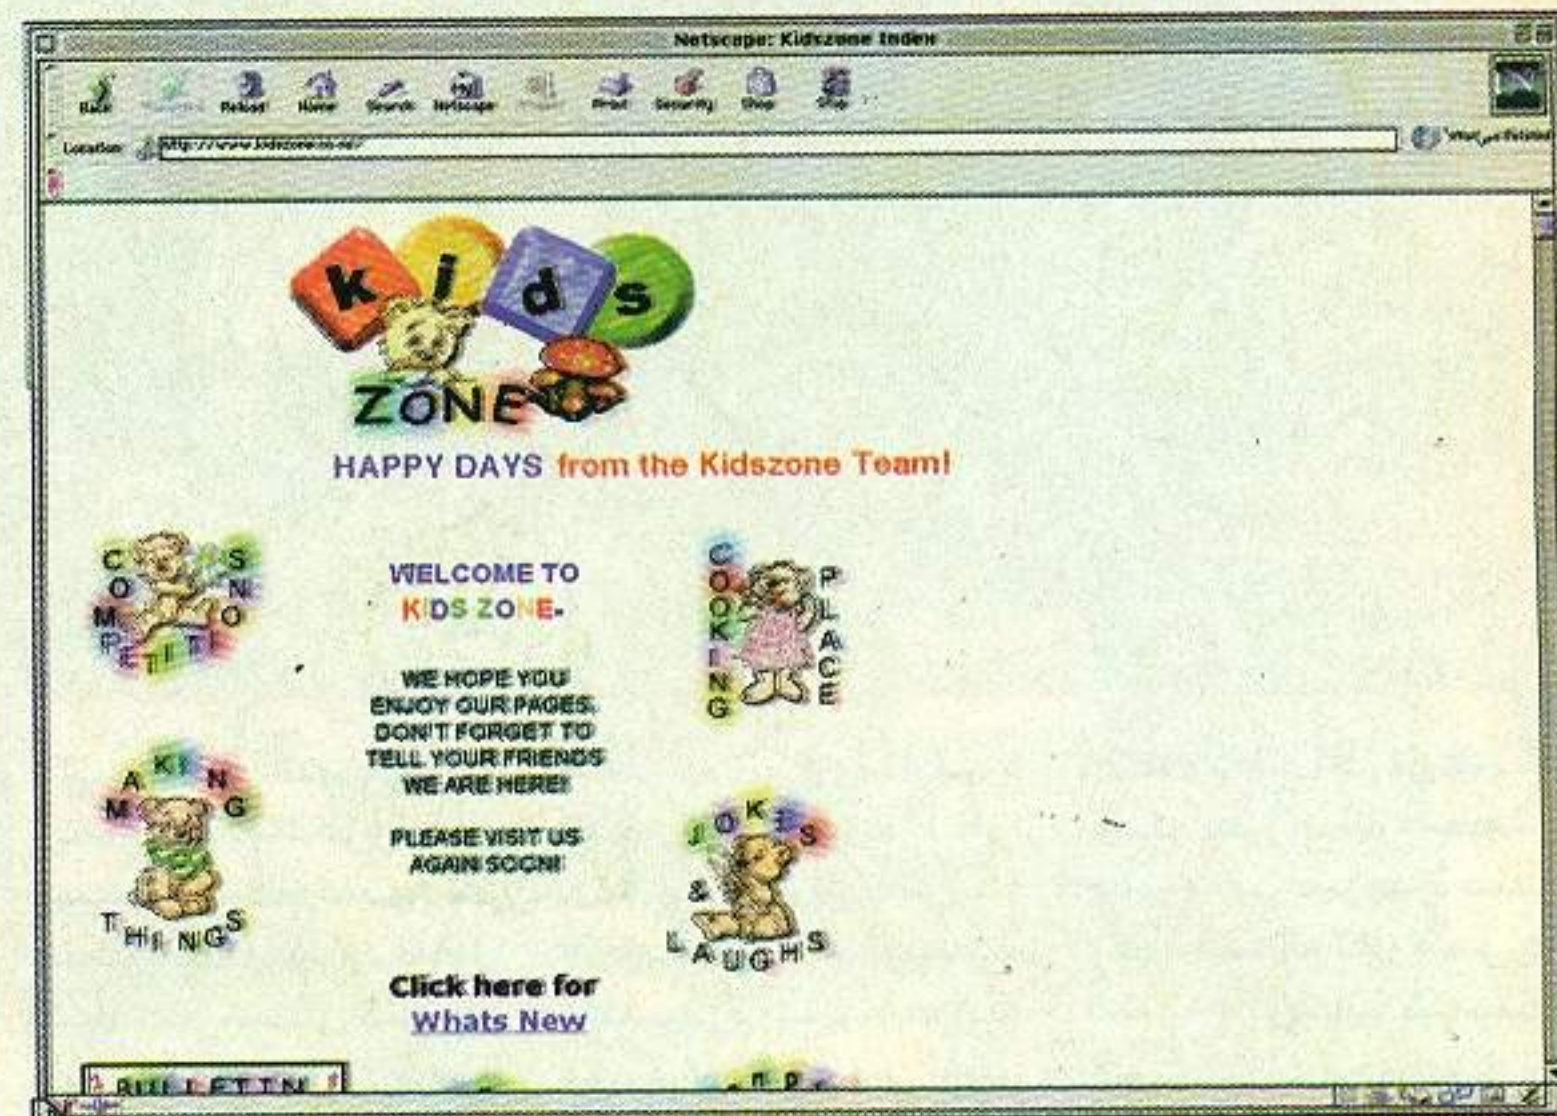 Netscape: Kidszone Index
Back Reload Home Search Netscape Print Security Shop Stop
Location:
kids
ZONE
HAPPY DAYS from the Kidszone Team!
COMPETITIONS
WELCOME TO
KIDS ZONE-
WE HOPE YOU
ENJOY OUR PAGES.
DON'T FORGET TO
TELL YOUR FRIENDS
WE ARE HERE!
PLEASE VISIT US
AGAIN SOON!
COOKING PLACE
MAKING
THINGS
JOKES
&
LAUGHS
Click here for
Whats New
BULLETIN